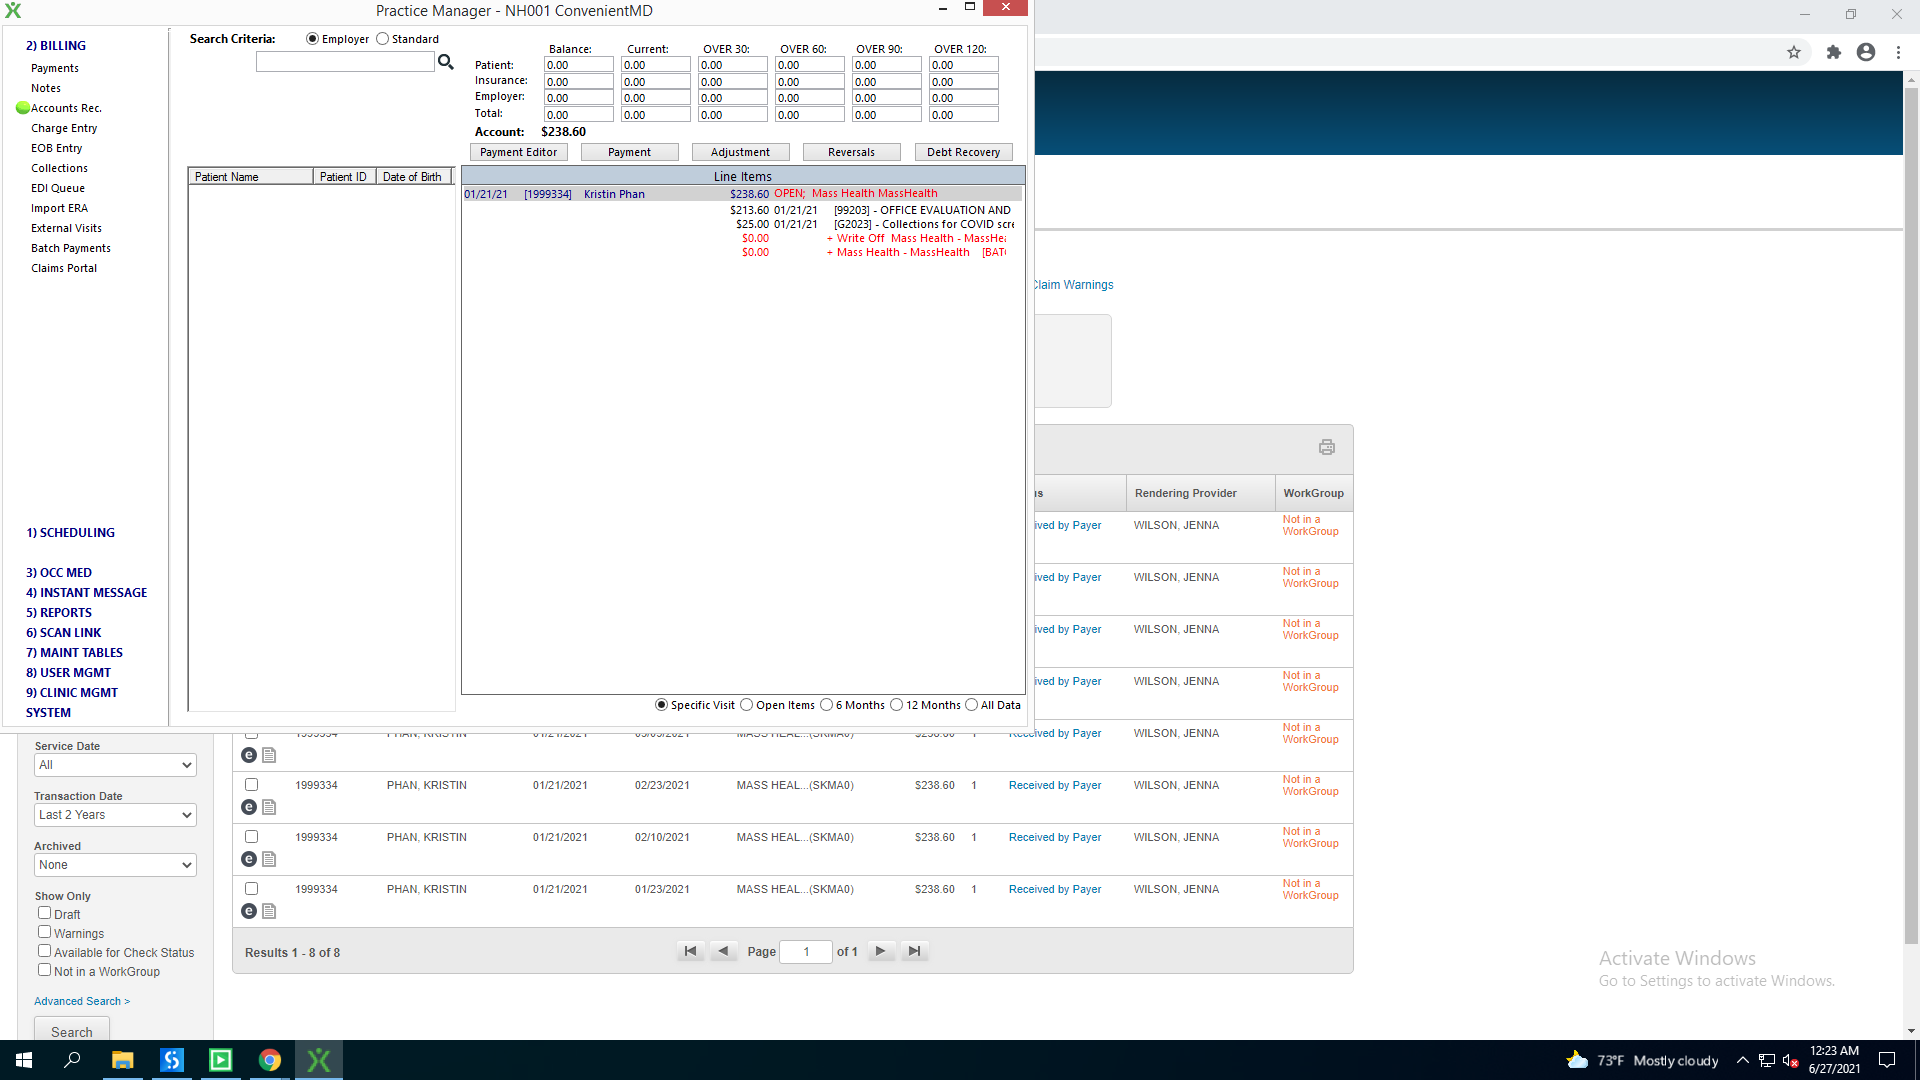 Practice Manager - NH001 ConvenientMD
2) BILLING
Payments
Notes
Accounts Rec.
Charge Entry
EOB Entry
Collections
EDI Queue
Import ERA
External Visits
Batch Payments
Claims Portal
1) SCHEDULING
3) OCC MED
4) INSTANT MESSAGE
5) REPORTS
6) SCAN LINK
7) MAINT TABLES
8) USER MGMT
9) CLINIC MGMT
SYSTEM
Search Criteria: Employer Standard
Balance: Current: OVER 30: OVER 60: OVER 90: OVER 120:
Patient: 0.00 0.00 0.00 0.00 0.00 0.00
Insurance: 0.00 0.00 0.00 0.00 0.00 0.00
Employer: 0.00 0.00 0.00 0.00 0.00 0.00
Total: 0.00 0.00 0.00 0.00 0.00 0.00
Account: $238.60
Payment Editor Payment Adjustment Reversals Debt Recovery
Patient Name Patient ID Date of Birth
Line Items
01/21/21 [1999334] Kristin Phan $238.60 OPEN; Mass Health MassHealth
$213.60 01/21/21 [99203] - OFFICE EVALUATION AND
$25.00 01/21/21 [G2023] - Collections for COVID scre
$0.00 + Write Off Mass Health - MassHea
$0.00 + Mass Health - MassHealth [BAT
Specific Visit Open Items 6 Months 12 Months All Data
Claim Warnings
us Rendering Provider WorkGroup
ived by Payer WILSON, JENNA Not in a
WorkGroup
ived by Payer WILSON, JENNA Not in a
WorkGroup
ived by Payer WILSON, JENNA Not in a
WorkGroup
ived by Payer WILSON, JENNA Not in a
WorkGroup
1999334 PHAN, KRISTIN 01/21/2021 MASS HEAL...(SKMA0) $238.60 1 Received by Payer WILSON, JENNA Not in a
WorkGroup
1999334 PHAN, KRISTIN 01/21/2021 02/23/2021 MASS HEAL...(SKMA0) $238.60 1 Received by Payer WILSON, JENNA Not in a
WorkGroup
1999334 PHAN, KRISTIN 01/21/2021 02/10/2021 MASS HEAL...(SKMA0) $238.60 1 Received by Payer WILSON, JENNA Not in a
WorkGroup
1999334 PHAN, KRISTIN 01/21/2021 01/23/2021 MASS HEAL...(SKMA0) $238.60 1 Received by Payer WILSON, JENNA Not in a
WorkGroup
Results 1 - 8 of 8 Page 1 of 1
Service Date
All
Transaction Date
Last 2 Years
Archived
None
Show Only
Draft
Warnings
Available for Check Status
Not in a WorkGroup
Advanced Search >
Search
Activate Windows
Go to Settings to activate Windows.
73°F Mostly cloudy
12:23 AM
6/27/2021